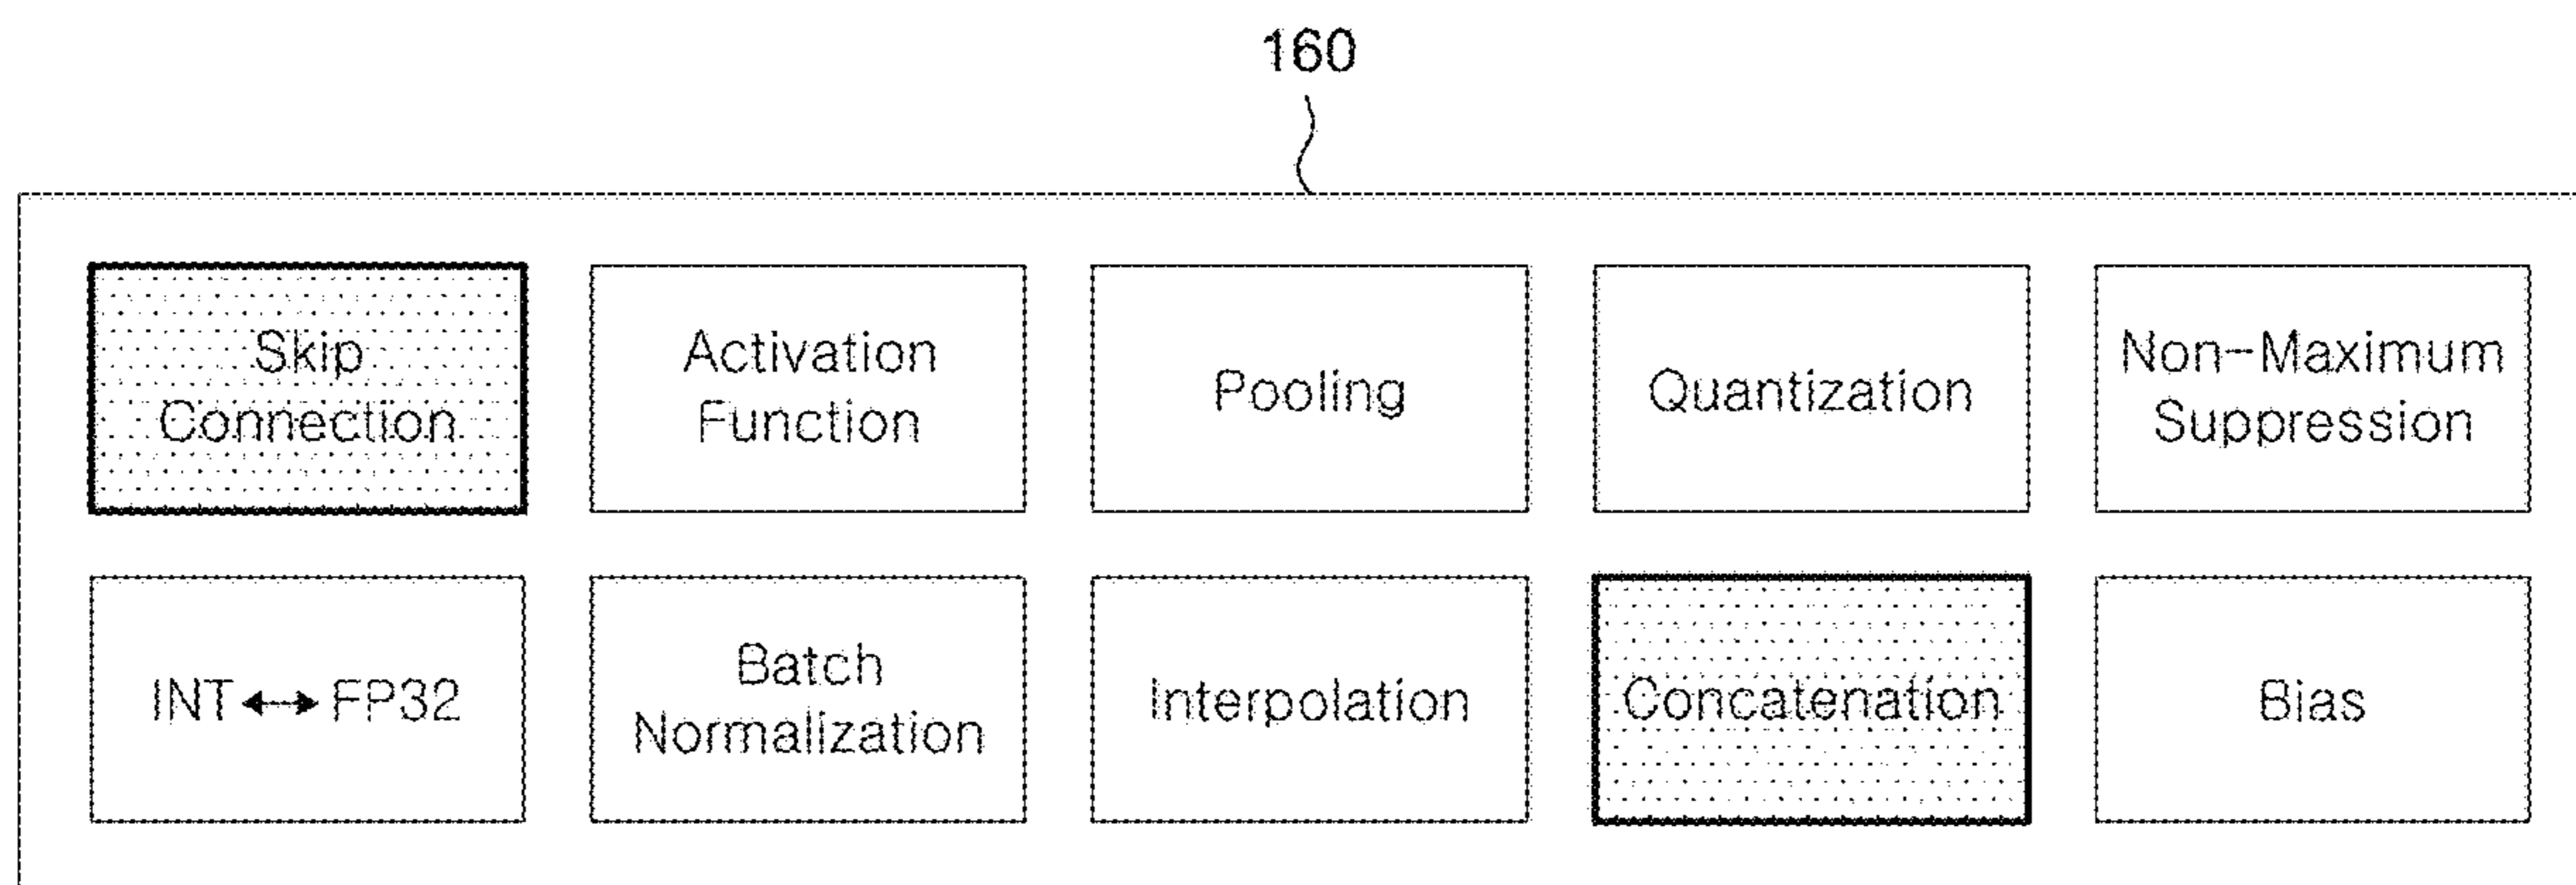 160
Skip
Connection
Activation
Function
Pooling
Quantization
Non-Maximum
Suppression
INT↔FP32
Batch
Normalization
Interpolation
Concatenation
Bias